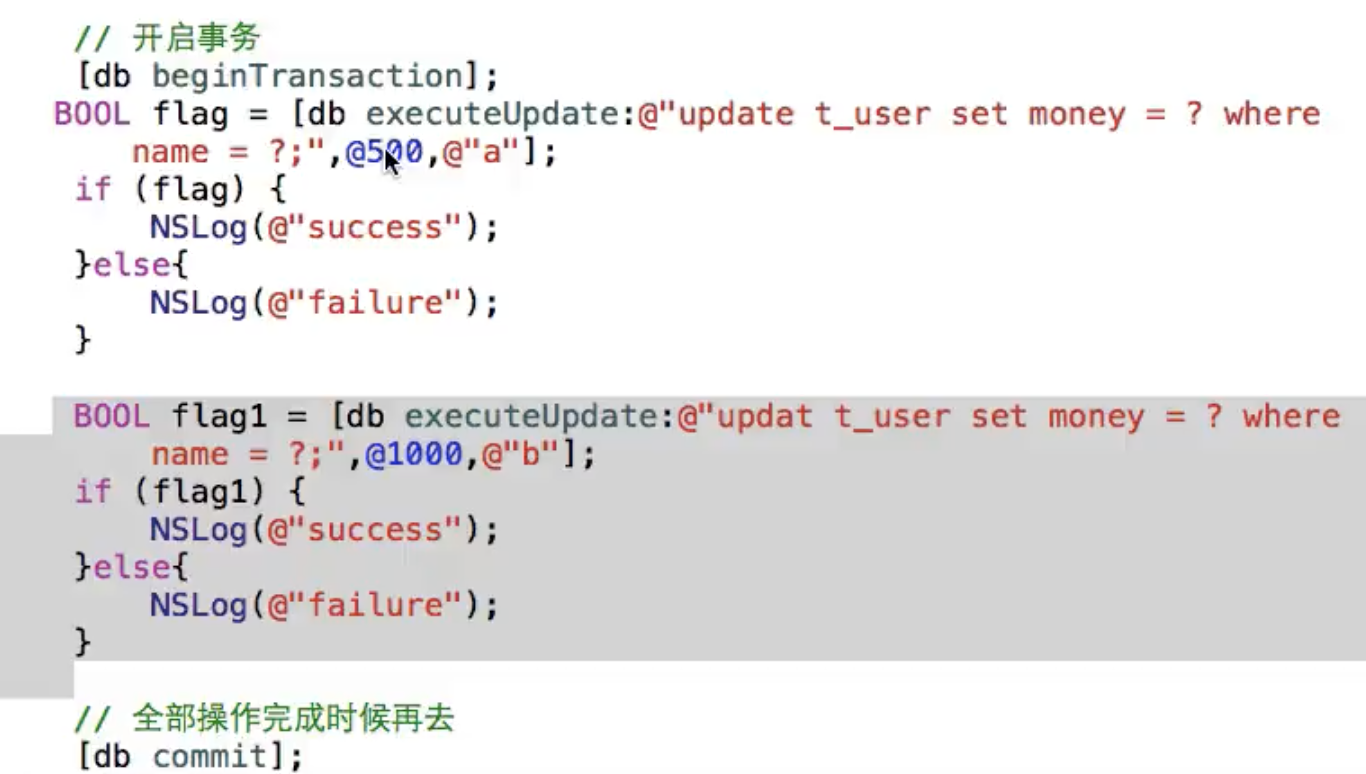 // 开启事务
[db beginTransaction];
BOOL flag = [db executeUpdate:@"update t_user set money = ? where
name = ?;",@500,@"a"];
if (flag) {
NSLog(@"success");
}else{
NSLog(@"failure");
}
BOOL flag1 = [db executeUpdate:@"updat t_user set money = ? where
name = ?;",@1000,@"b"];
if (flag1) {
NSLog(@"success");
}else{
NSLog(@"failure");
}
// 全部操作完成时候再去
[db commit];